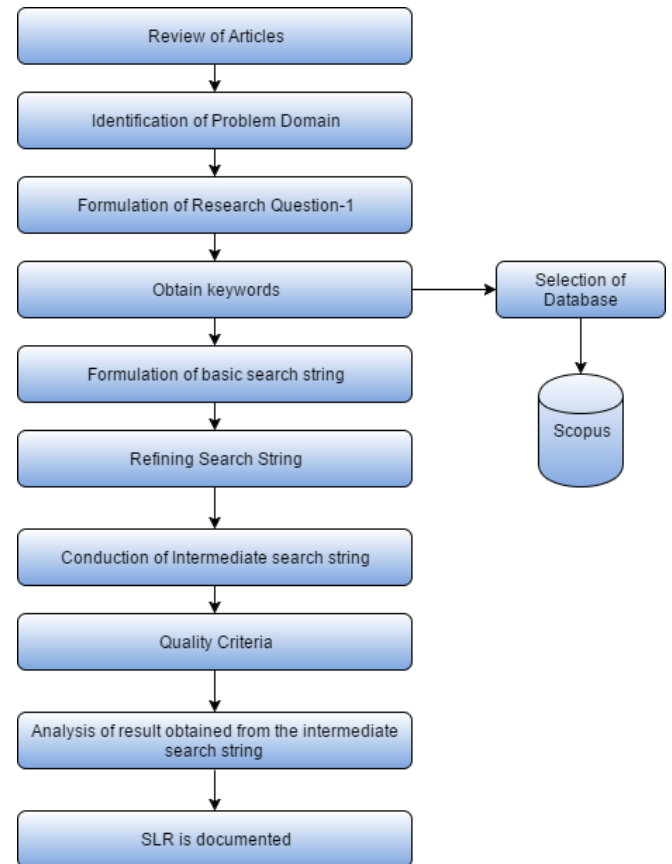 Review of Articles
Identification of Problem Domain
Formulation of Research Question-1
Obtain keywords
Selection of
Database
Scopus
Formulation of basic search string
Refining Search String
Conduction of Intermediate search string
Quality Criteria
Analysis of result obtained from the intermediate
search string
SLR is documented